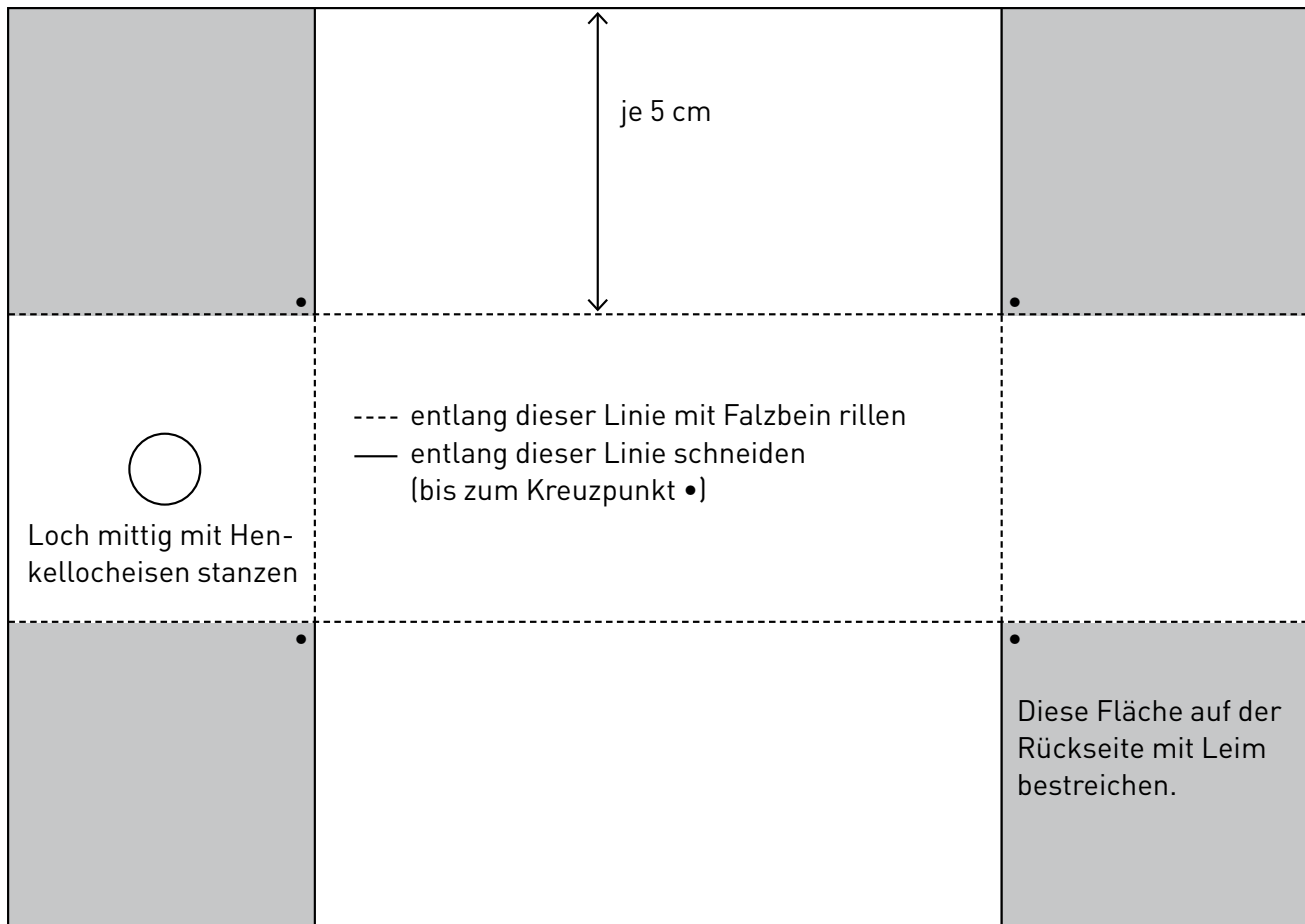 je 5 cm
---- entlang dieser Linie mit Falzbein rillen
— entlang dieser Linie schneiden
(bis zum Kreuzpunkt •)
Loch mittig mit Hen-
kellocheisen stanzen
Diese Fläche auf der
Rückseite mit Leim
bestreichen.